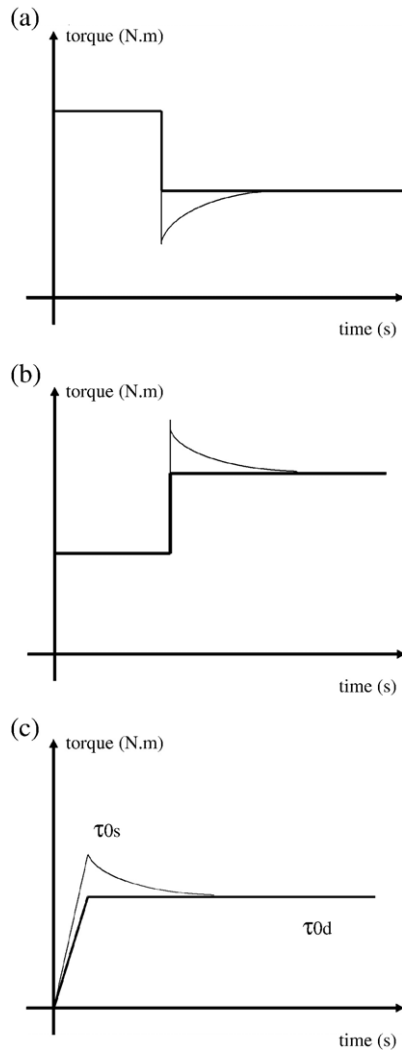 (a)
torque (N.m)
time (s)
(b)
torque (N.m)
time (s)
(c)
torque (N.m)
τ0s
τ0d
time (s)